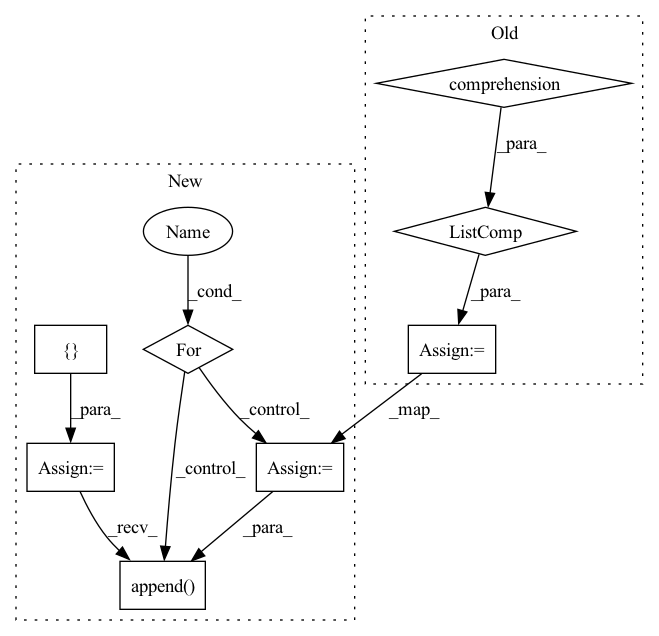 Old
comprehension
_para_
New
Name
ListComp
_cond_
_para_
{}
For
Assign:=
_para_
_control_
_map_
Assign:=
_control_
Assign:=
_recv_
_para_
append()